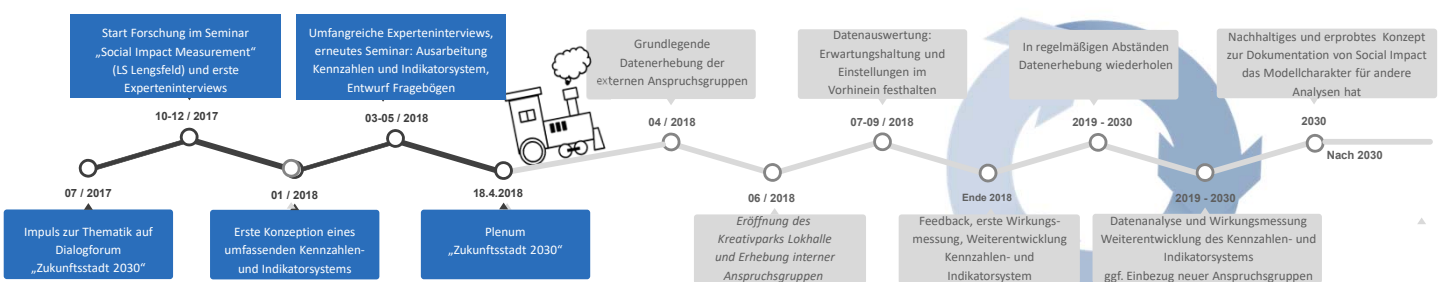 Start Forschung im Seminar
„Social Impact Measurement“
(LS Lengsfeld) und erste
Experteninterviews
Umfangreiche Experteninterviews,
erneutes Seminar: Ausarbeitung
Kennzahlen und Indikatorsystem,
Entwurf Fragebögen
Grundlegende
Datenerhebung der
externen Anspruchsgruppen
Datenauswertung:
Erwartungshaltung und
Einstellungen im
Vorhinein festhalten
In regelmäßigen Abständen
Datenerhebung wiederholen
Nachhaltiges und erprobtes Konzept
zur Dokumentation von Social Impact
das Modellcharakter für andere
Analysen hat
10-12 / 2017
03-05 / 2018
04 / 2018
07-09 / 2018
2019 - 2030
2030
Nach 2030
07 / 2017
01 / 2018
18.4.2018
06 / 2018
Ende 2018
2019 - 2030
Impuls zur Thematik auf
Dialogforum
„Zukunftsstadt 2030“
Erste Konzeption eines
umfassenden Kennzahlen-
und Indikatorsystems
Plenum
„Zukunftsstadt 2030“
Eröffnung des
Kreativparks Lokhalle
und Erhebung interner
Anspruchsgruppen
Feedback, erste Wirkungs-
messung, Weiterentwicklung
Kennzahlen- und
Indikatorsystem
Datenanalyse und Wirkungsmessung
Weiterentwicklung des Kennzahlen- und
Indikatorsystems
ggf. Einbezug neuer Anspruchsgruppen